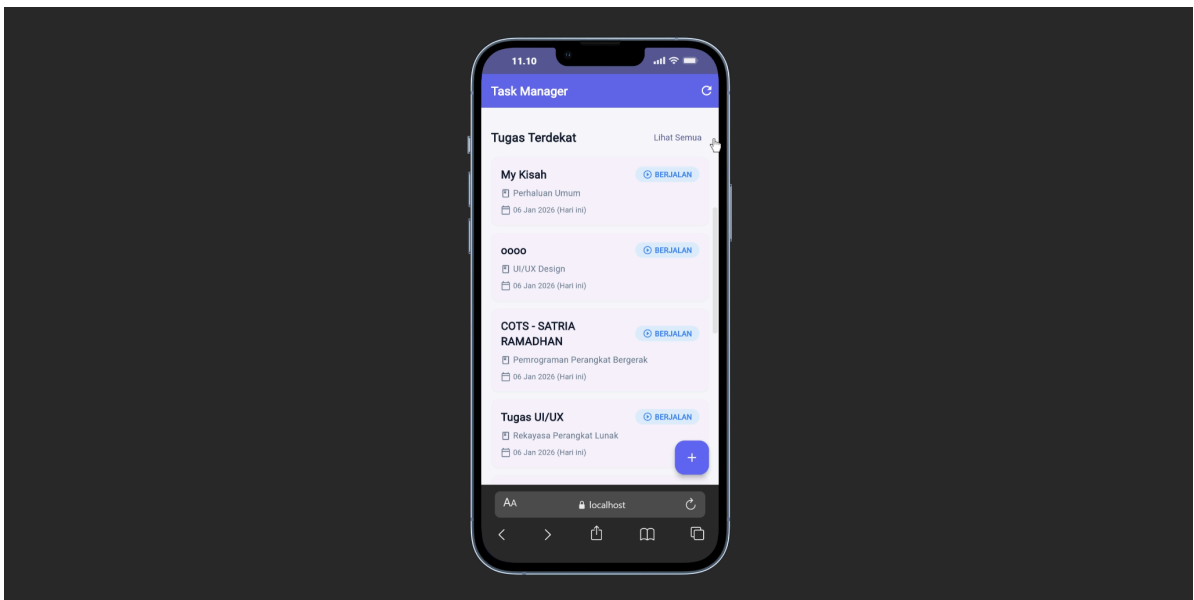 11.10
Task Manager
Tugas Terdekat
Lihat Semua
My Kisah
BERJALAN
Perhaluan Umum
06 Jan 2026 (Hari ini)
oooo
BERJALAN
UI/UX Design
06 Jan 2026 (Hari ini)
COTS - SATRIA
RAMADHAN
BERJALAN
Pemrograman Perangkat Bergerak
06 Jan 2026 (Hari ini)
Tugas UI/UX
BERJALAN
Rekayasa Perangkat Lunak
06 Jan 2026 (Hari ini)
+
AA
localhost